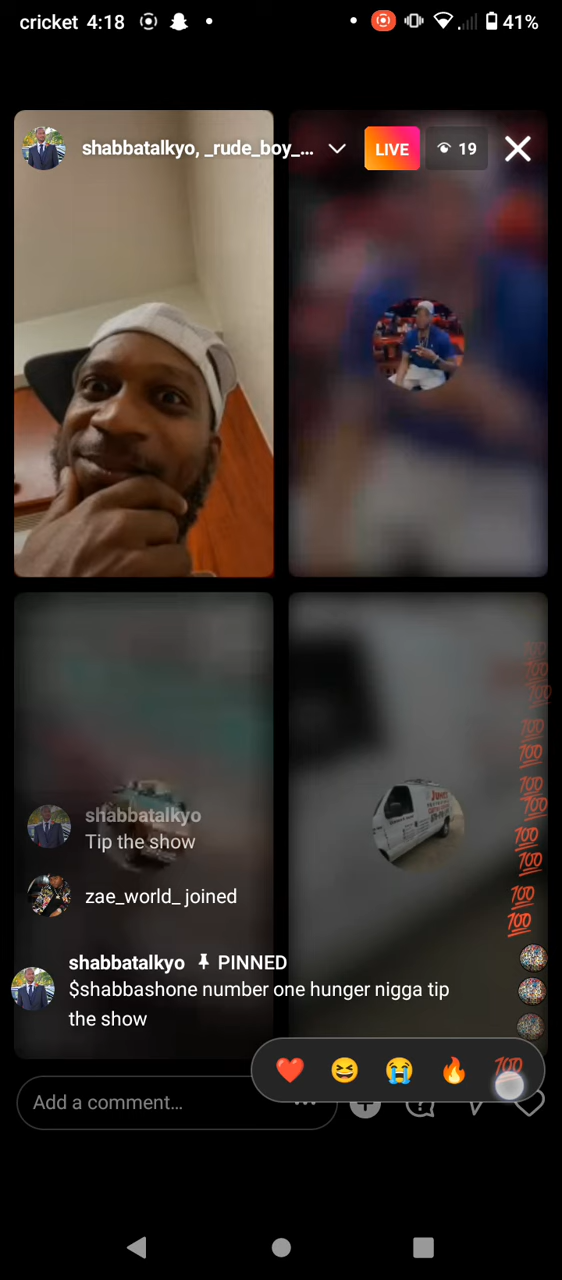 cricket 4:18 41%
shabbatalkyo, _rude_boy_... LIVE 19
shabbatalkyo
Tip the show
zae_world_ joined
shabbatalkyo PINNED
$shabbashone number one hunger nigga tip
the show
Add a comment...